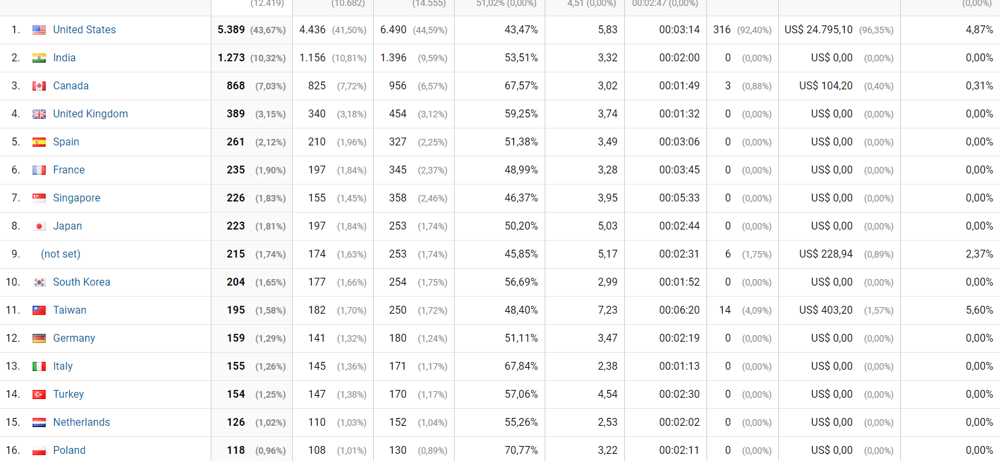 (12.419) (10.682) (14.555) 51,02% (0,00%) 4,51 (0,00%) 00:02:47 (0,00%) (0,00%)
1. United States 5.389 (43,67%) 4.436 (41,50%) 6.490 (44,59%) 43,47% 5,83 00:03:14 316 (92,40%) US$ 24.795,10 (96,35%) 4,87%
2. India 1.273 (10,32%) 1.156 (10,81%) 1.396 (9,59%) 53,51% 3,32 00:02:00 0 (0,00%) US$ 0,00 (0,00%) 0,00%
3. Canada 868 (7,03%) 825 (7,72%) 956 (6,57%) 67,57% 3,02 00:01:49 3 (0,88%) US$ 104,20 (0,40%) 0,31%
4. United Kingdom 389 (3,15%) 340 (3,18%) 454 (3,12%) 59,25% 3,74 00:01:32 0 (0,00%) US$ 0,00 (0,00%) 0,00%
5. Spain 261 (2,12%) 210 (1,96%) 327 (2,25%) 51,38% 3,49 00:03:06 0 (0,00%) US$ 0,00 (0,00%) 0,00%
6. France 235 (1,90%) 197 (1,84%) 345 (2,37%) 48,99% 3,28 00:03:45 0 (0,00%) US$ 0,00 (0,00%) 0,00%
7. Singapore 226 (1,83%) 155 (1,45%) 358 (2,46%) 46,37% 3,95 00:05:33 0 (0,00%) US$ 0,00 (0,00%) 0,00%
8. Japan 223 (1,81%) 197 (1,84%) 253 (1,74%) 50,20% 5,03 00:02:44 0 (0,00%) US$ 0,00 (0,00%) 0,00%
9. (not set) 215 (1,74%) 174 (1,63%) 253 (1,74%) 45,85% 5,17 00:02:31 6 (1,75%) US$ 228,94 (0,89%) 2,37%
10. South Korea 204 (1,65%) 177 (1,66%) 254 (1,75%) 56,69% 2,99 00:01:52 0 (0,00%) US$ 0,00 (0,00%) 0,00%
11. Taiwan 195 (1,58%) 182 (1,70%) 250 (1,72%) 48,40% 7,23 00:06:20 14 (4,09%) US$ 403,20 (1,57%) 5,60%
12. Germany 159 (1,29%) 141 (1,32%) 180 (1,24%) 51,11% 3,47 00:02:19 0 (0,00%) US$ 0,00 (0,00%) 0,00%
13. Italy 155 (1,26%) 145 (1,36%) 171 (1,17%) 67,84% 2,38 00:01:13 0 (0,00%) US$ 0,00 (0,00%) 0,00%
14. Turkey 154 (1,25%) 147 (1,38%) 170 (1,17%) 57,06% 4,54 00:02:30 0 (0,00%) US$ 0,00 (0,00%) 0,00%
15. Netherlands 126 (1,02%) 110 (1,03%) 152 (1,04%) 55,26% 2,53 00:02:02 0 (0,00%) US$ 0,00 (0,00%) 0,00%
16. Poland 118 (0,96%) 108 (1,01%) 130 (0,89%) 70,77% 3,22 00:02:11 0 (0,00%) US$ 0,00 (0,00%) 0,00%